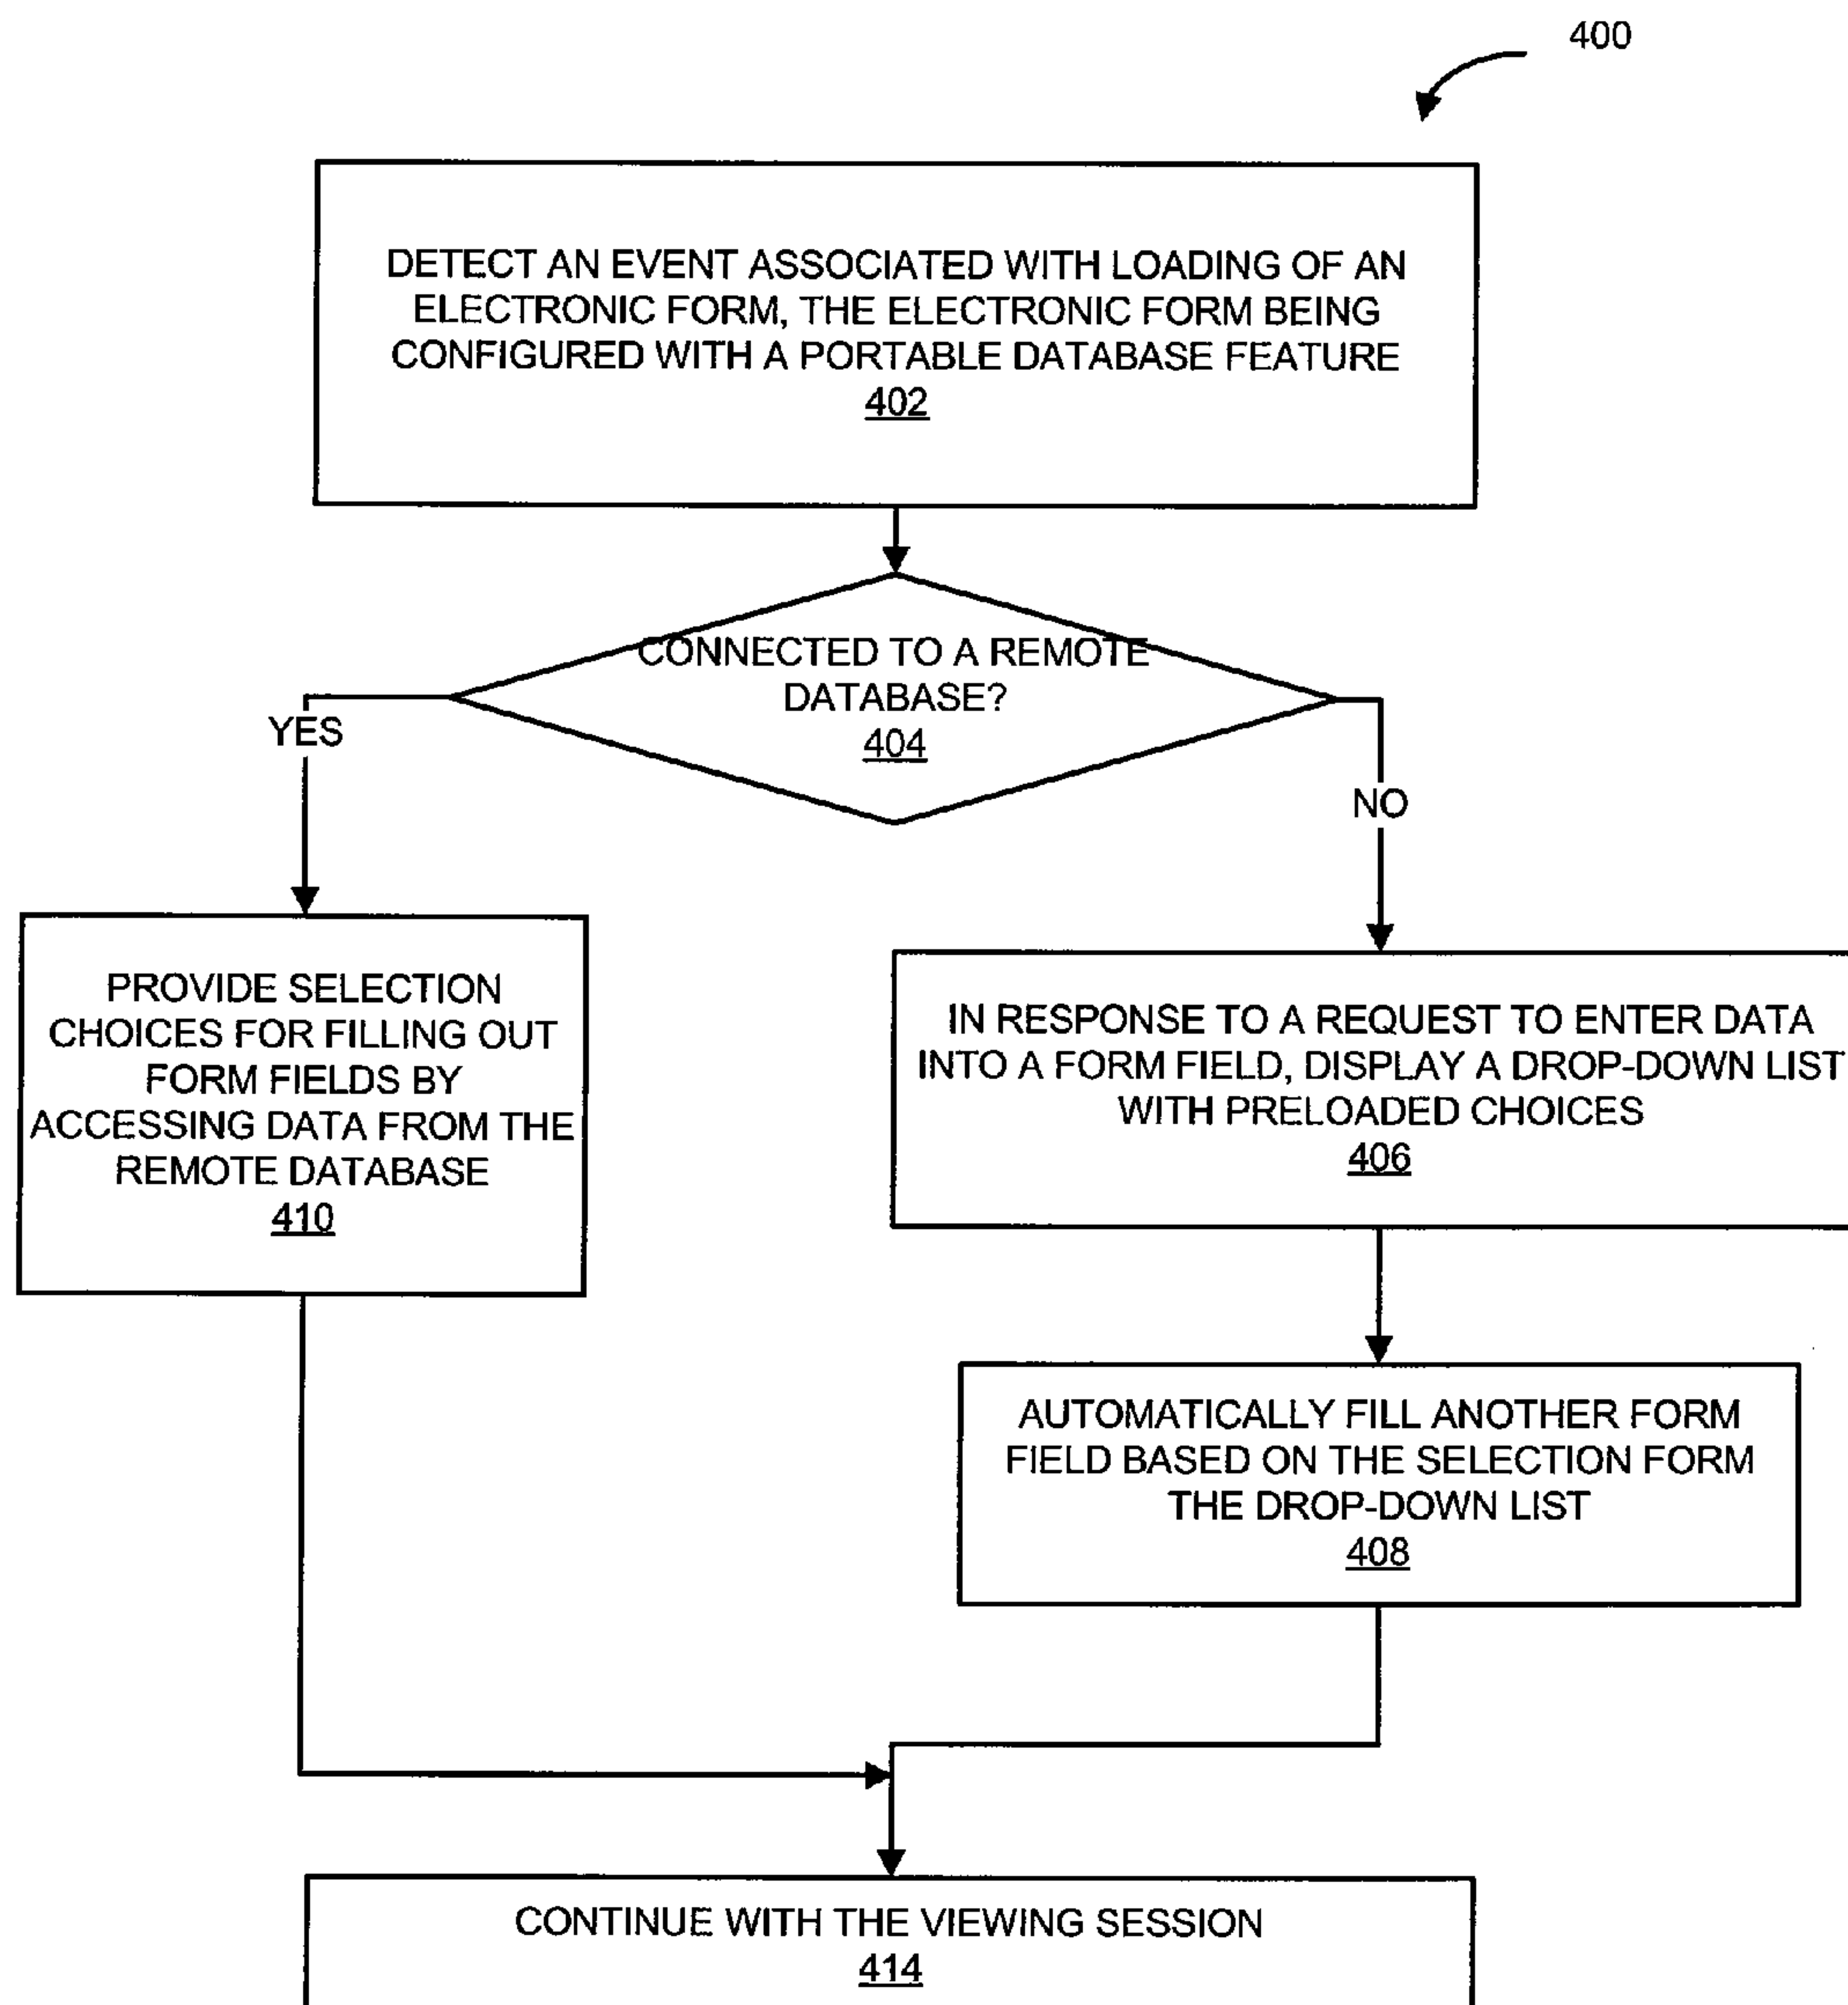 400
DETECT AN EVENT ASSOCIATED WITH LOADING OF AN
ELECTRONIC FORM, THE ELECTRONIC FORM BEING
CONFIGURED WITH A PORTABLE DATABASE FEATURE
402
CONNECTED TO A REMOTE
DATABASE?
404
YES
NO
PROVIDE SELECTION
CHOICES FOR FILLING OUT
FORM FIELDS BY
ACCESSING DATA FROM THE
REMOTE DATABASE
410
IN RESPONSE TO A REQUEST TO ENTER DATA
INTO A FORM FIELD, DISPLAY A DROP-DOWN LIST
WITH PRELOADED CHOICES
406
AUTOMATICALLY FILL ANOTHER FORM
FIELD BASED ON THE SELECTION FORM
THE DROP-DOWN LIST
408
CONTINUE WITH THE VIEWING SESSION
414